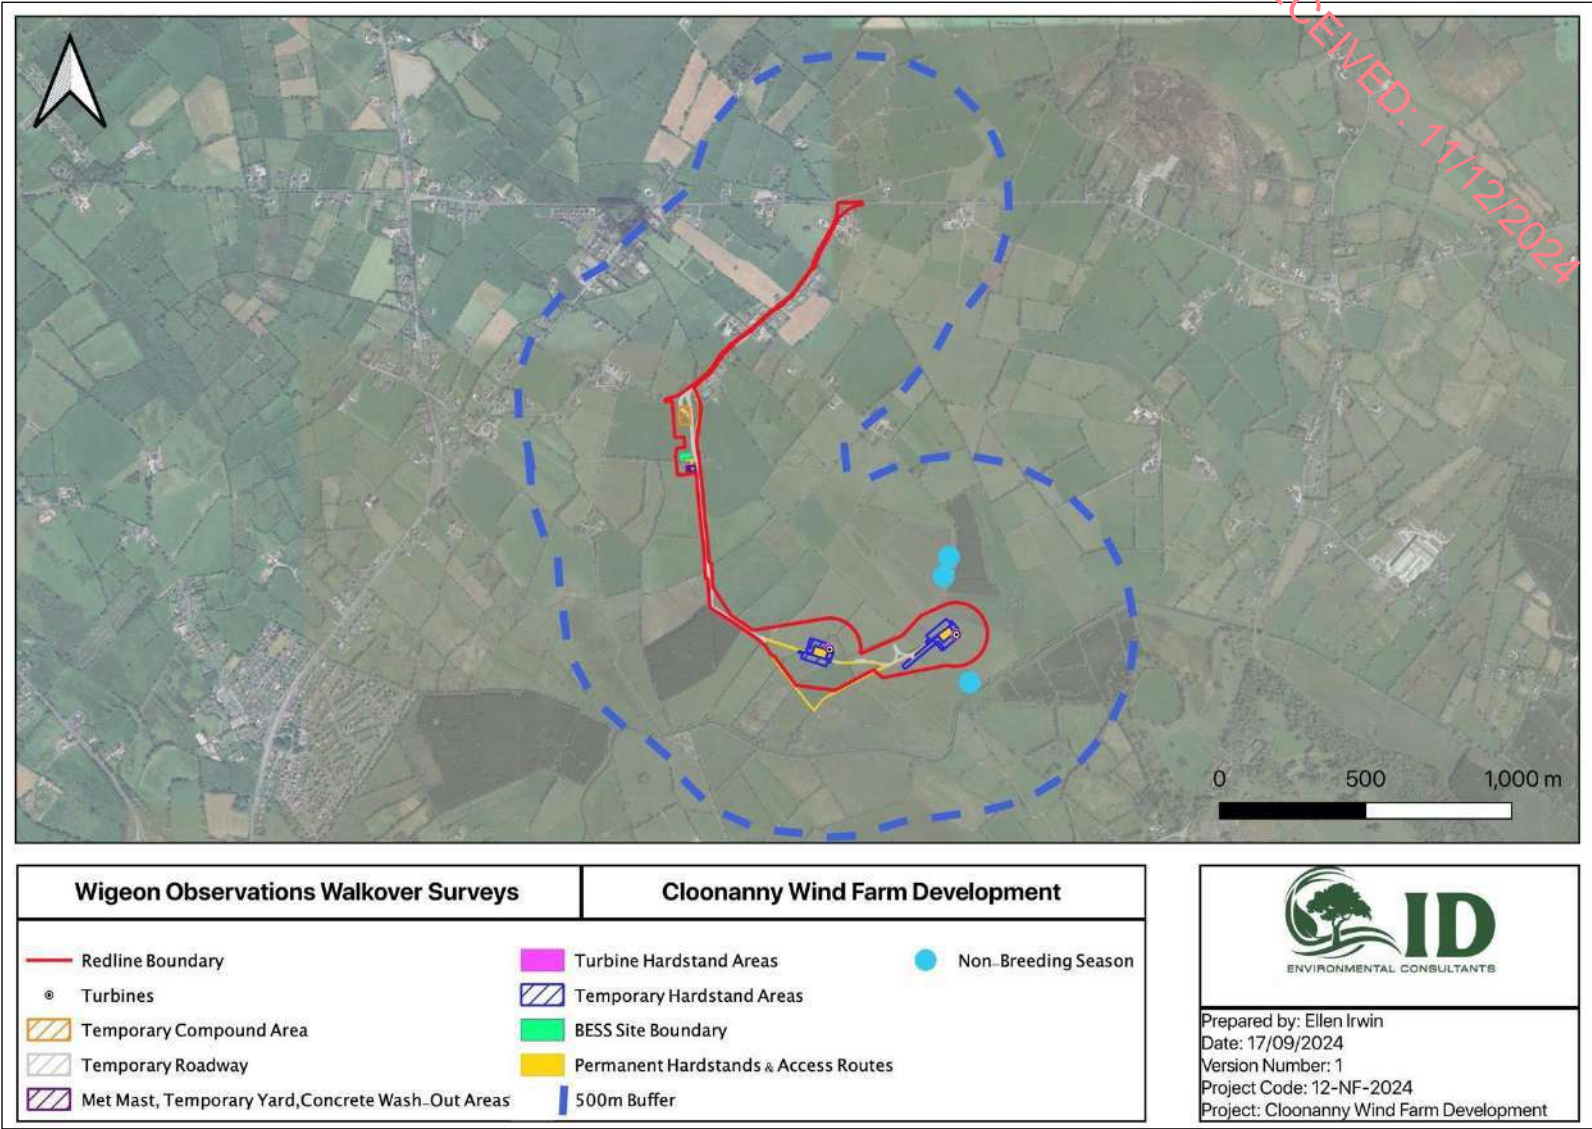 CEIVED: 11/12/2024
0 500 1,000 m
Wigeon Observations Walkover Surveys
Cloonanny Wind Farm Development
Redline Boundary
Turbines
Temporary Compound Area
Temporary Roadway
Met Mast, Temporary Yard,Concrete Wash-Out Areas
Turbine Hardstand Areas
Temporary Hardstand Areas
BESS Site Boundary
Permanent Hardstands & Access Routes
500m Buffer
Non-Breeding Season
ID
ENVIRONMENTAL CONSULTANTS
Prepared by: Ellen Irwin
Date: 17/09/2024
Version Number: 1
Project Code: 12-NF-2024
Project: Cloonanny Wind Farm Development